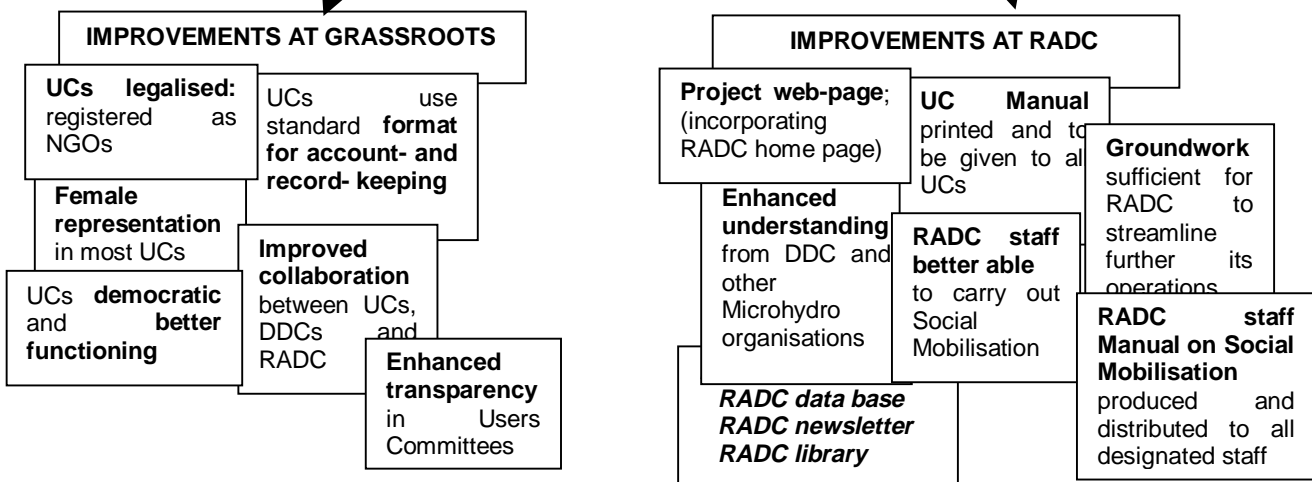 IMPROVEMENTS AT GRASSROOTS
UCs legalised:
registered as
NGOs
UCs use
standard format
for account- and
record- keeping
Female
representation
in most UCs
Improved
collaboration
between UCs,
DDCs and
RADC
UCs democratic
and better
functioning
Enhanced
transparency
in Users
Committees
IMPROVEMENTS AT RADC
Project web-page;
(incorporating
RADC home page)
UC Manual
printed and to
be given to al
UCs
Groundwork
sufficient for
RADC to
streamline
further its
operations
Enhanced
understanding
from DDC and
other
Microhydro
organisations
RADC staff
better able
to carry out
Social
Mobilisation
RADC staff
Manual on Social
Mobilisation
produced and
distributed to all
designated staff
RADC data base
RADC newsletter
RADC library